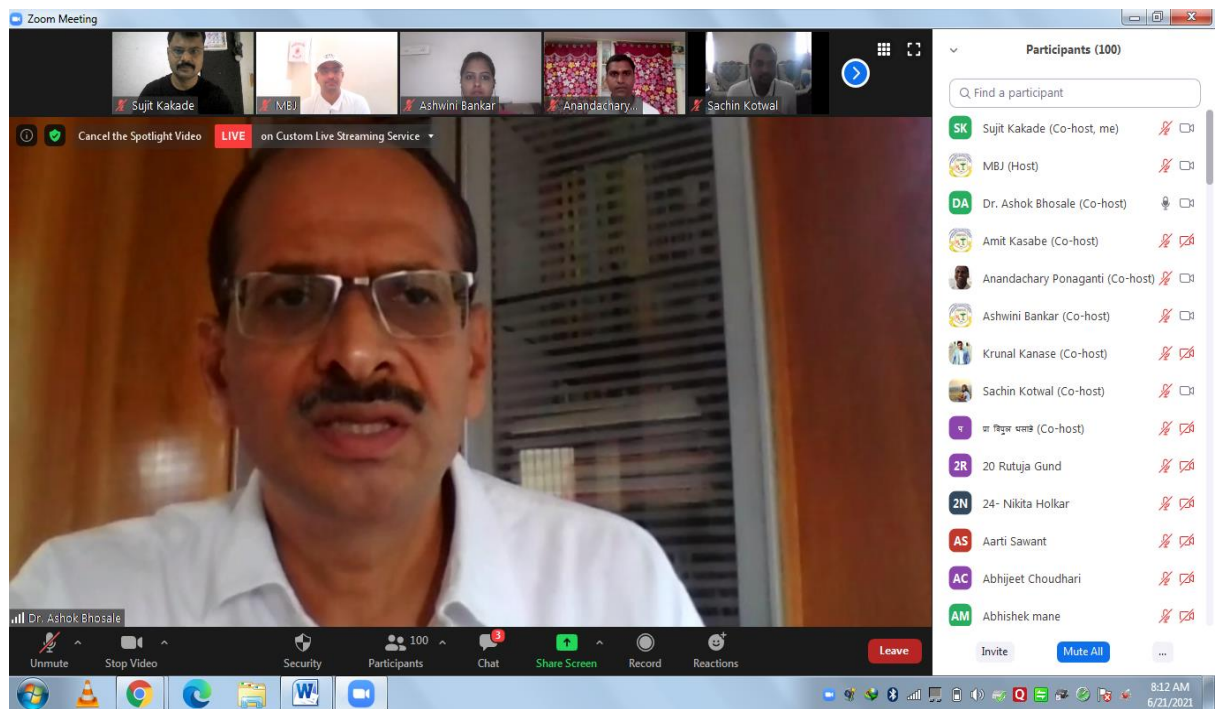 Zoom Meeting
Sujit Kakade
MBJ
Ashwini Bankar
Anandachary...
Sachin Kotwal
Cancel the Spotlight Video LIVE on Custom Live Streaming Service
Dr. Ashok Bhosale
Unmute
Stop Video
Security
100
Participants
3
Chat
Share Screen
Record
Reactions
Leave
Participants (100)
Find a participant
SK Sujit Kakade (Co-host, me)
MBJ (Host)
DA Dr. Ashok Bhosale (Co-host)
Amit Kasabe (Co-host)
Anandachary Ponaganti (Co-host)
Ashwini Bankar (Co-host)
Krunal Kanase (Co-host)
Sachin Kotwal (Co-host)
प प्रा विपुल (Co-host)
2R 20 Rutuja Gund
2N 24- Nikita Holkar
AS Aarti Sawant
AC Abhijeet Choudhari
AM Abhishek mane
Invite
Mute All
...
8:12 AM
6/21/2021